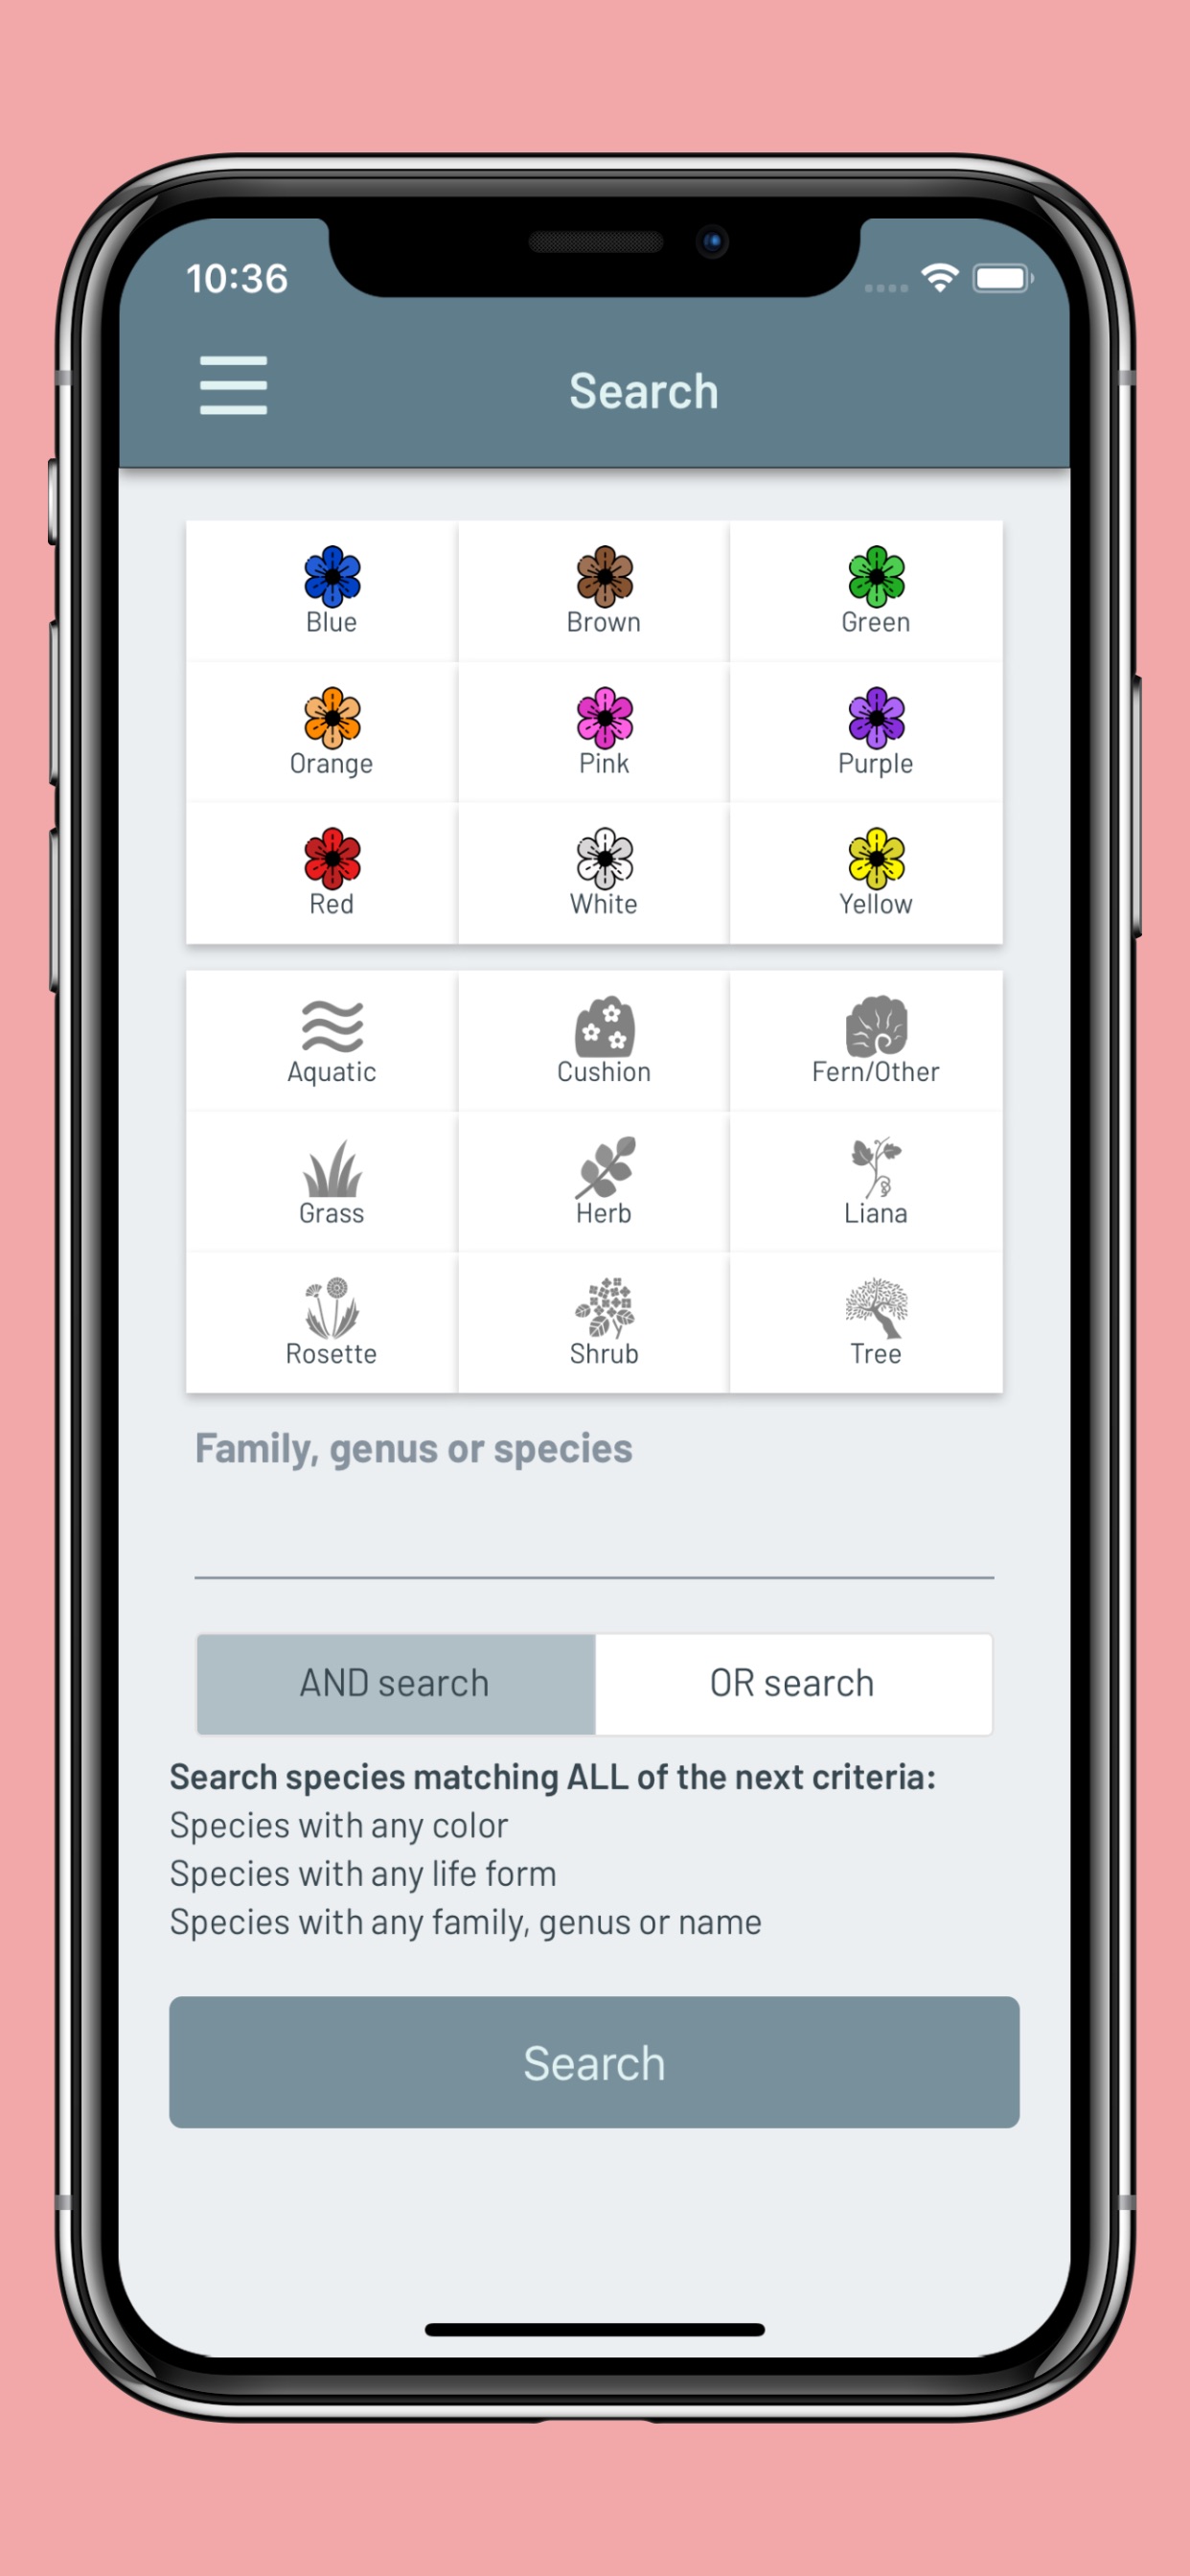 10:36
Search
Blue Brown Green
Orange Pink Purple
Red White Yellow
Aquatic Cushion Fern/Other
Grass Herb Liana
Rosette Shrub Tree
Family, genus or species
AND search OR search
Search species matching ALL of the next criteria:
Species with any color
Species with any life form
Species with any family, genus or name
Search